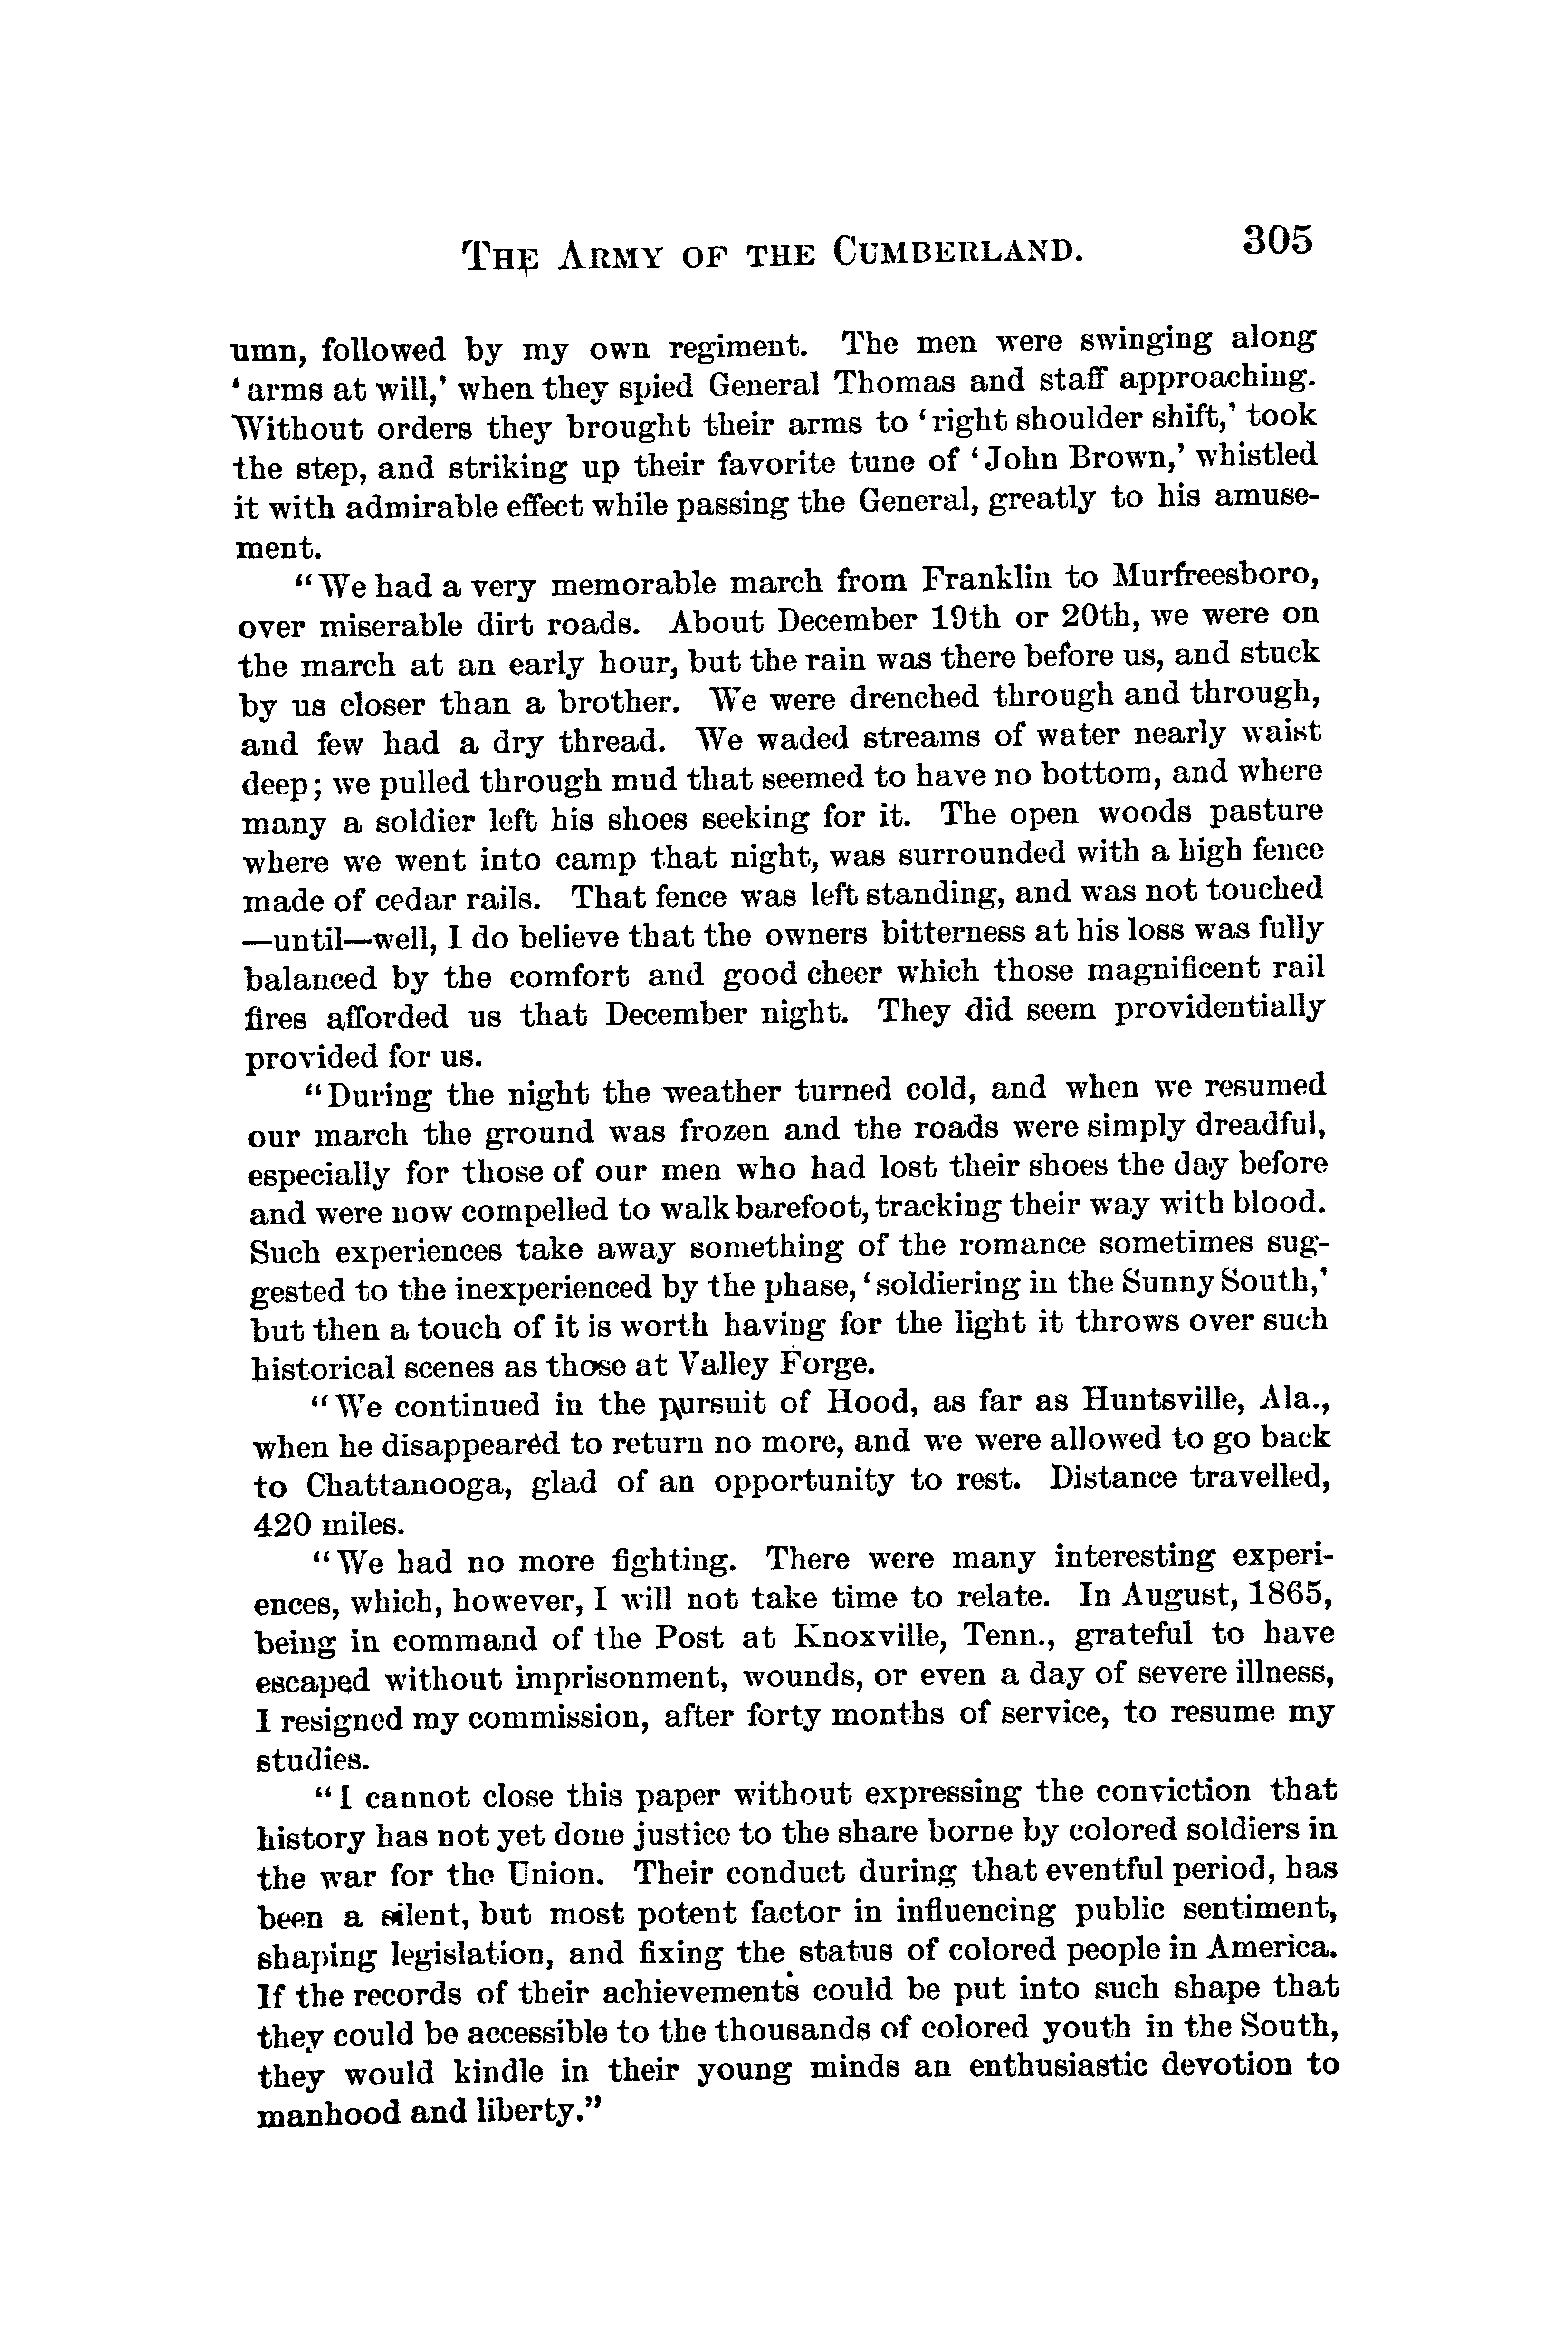 THE ARMY OF THE CUMBERLAND. 305
umn, followed by my own regiment. The men were swinging along
‘arms at will,’ when they spied General Thomas and staff approaching.
Without orders they brought their arms to ‘right shoulder shift,’ took
the step, and striking up their favorite tune of ‘John Brown,’ whistled
it with admirable effect while passing the General, greatly to his amuse-
ment.
“We had a very memorable march from Franklin to Murfreesboro,
over miserable dirt roads. About December 19th or 20th, we were on
the march at an early hour, but the rain was there before us, and stuck
by us closer than a brother. We were drenched through and through,
and few had a dry thread. We waded streams of water nearly waist
deep; we pulled through mud that seemed to have no bottom, and where
many a soldier left his shoes seeking for it. The open woods pasture
where we went into camp that night, was surrounded with a high fence
made of cedar rails. That fence was left standing, and was not touched
—until—well, I do believe that the owners bitterness at his loss was fully
balanced by the comfort and good cheer which those magnificent rail
fires afforded us that December night. They did seem providentially
provided for us.
“During the night the weather turned cold, and when we resumed
our march the ground was frozen and the roads were simply dreadful,
especially for those of our men who had lost their shoes the day before
and were now compelled to walk barefoot, tracking their way with blood.
Such experiences take away something of the romance sometimes sug-
gested to the inexperienced by the phase, ‘soldiering in the Sunny South,’
but then a touch of it is worth having for the light it throws over such
historical scenes as those at Valley Forge.
“We continued in the pursuit of Hood, as far as Huntsville, Ala.,
when he disappeared to return no more, and we were allowed to go back
to Chattanooga, glad of an opportunity to rest. Distance travelled,
420 miles.
“We had no more fighting. There were many interesting experi-
ences, which, however, I will not take time to relate. In August, 1865,
being in command of the Post at Knoxville, Tenn., grateful to have
escaped without imprisonment, wounds, or even a day of severe illness,
I resigned my commission, after forty months of service, to resume my
studies.
“I cannot close this paper without expressing the conviction that
history has not yet done justice to the share borne by colored soldiers in
the war for the Union. Their conduct during that eventful period, has
been a silent, but most potent factor in influencing public sentiment,
shaping legislation, and fixing the status of colored people in America.
If the records of their achievements could be put into such shape that
they could be accessible to the thousands of colored youth in the South,
they would kindle in their young minds an enthusiastic devotion to
manhood and liberty.”